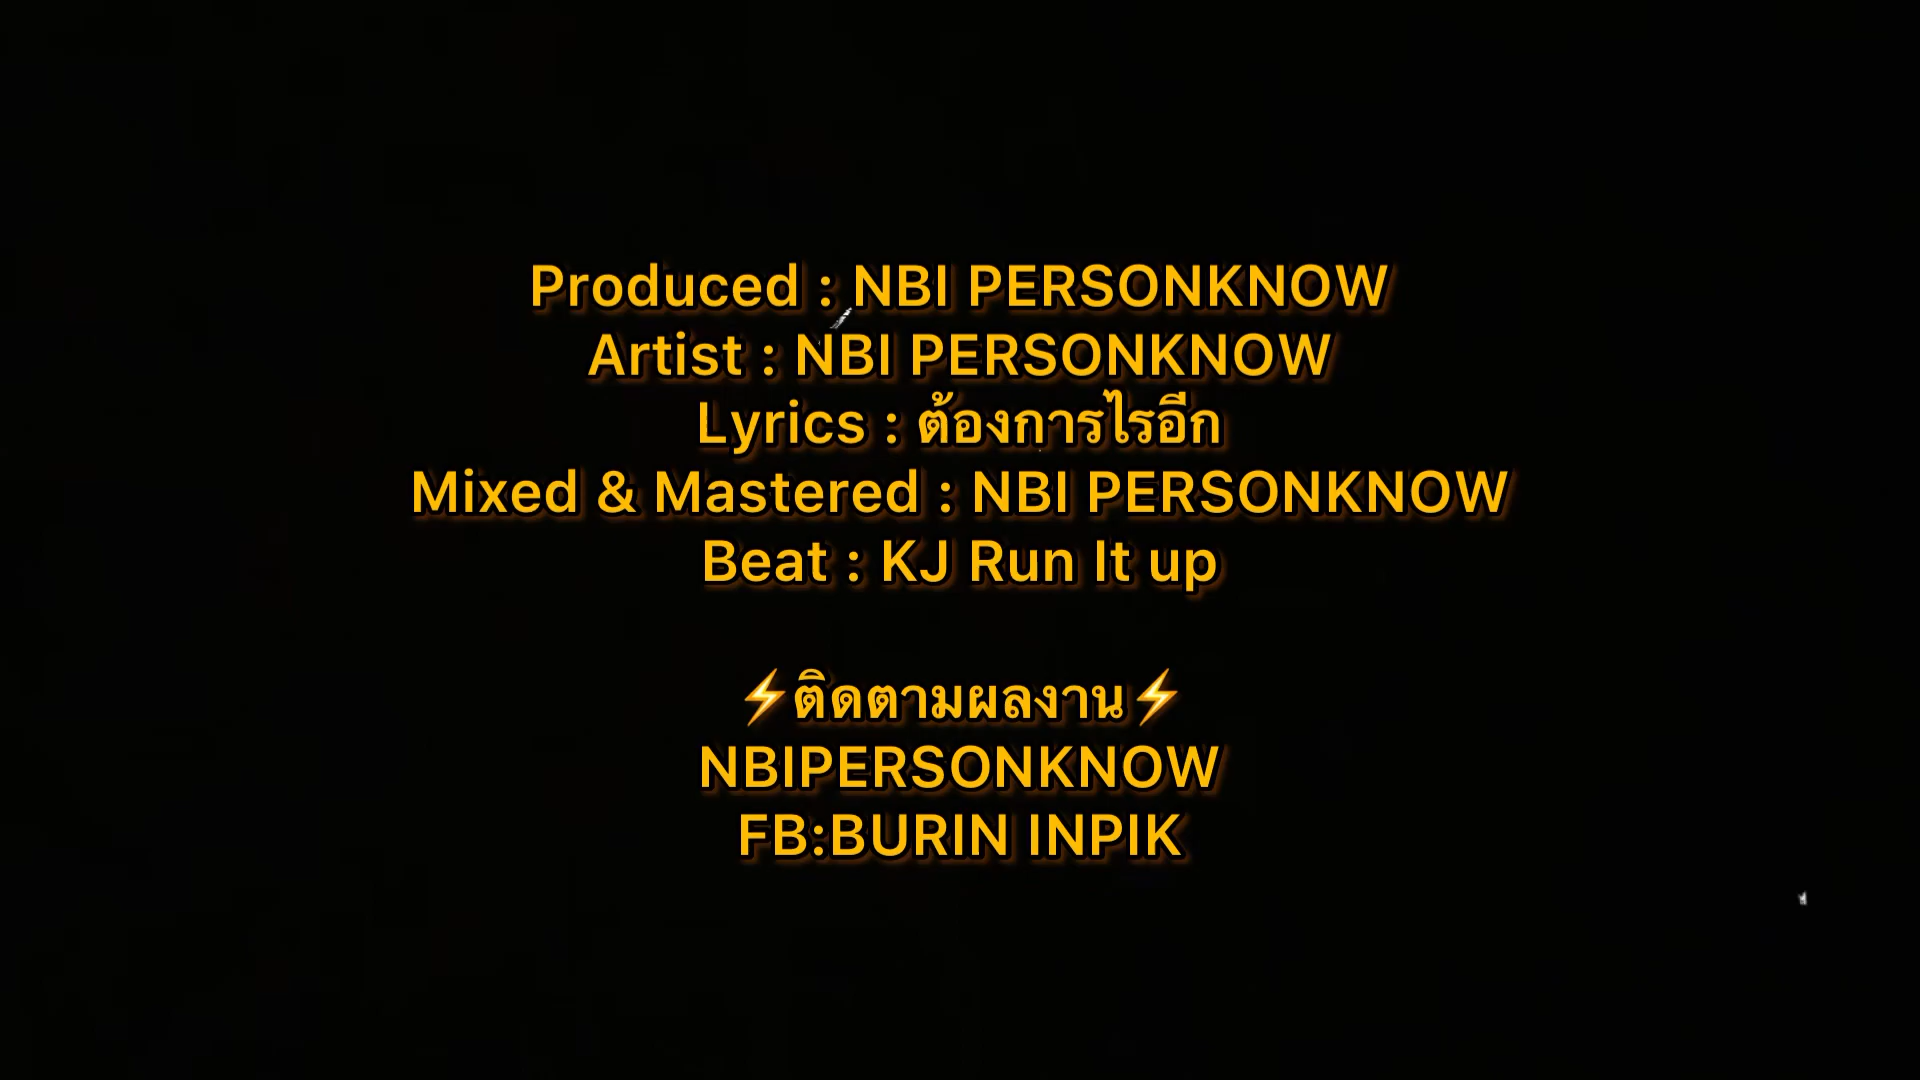 Produced : NBI PERSONKNOW
Artist : NBI PERSONKNOW
Lyrics : ต้องการไรอีก
Mixed & Mastered : NBI PERSONKNOW
Beat : KJ Run It up
⚡ติดตามผลงาน⚡
NBIPERSONKNOW
FB:BURIN INPIK